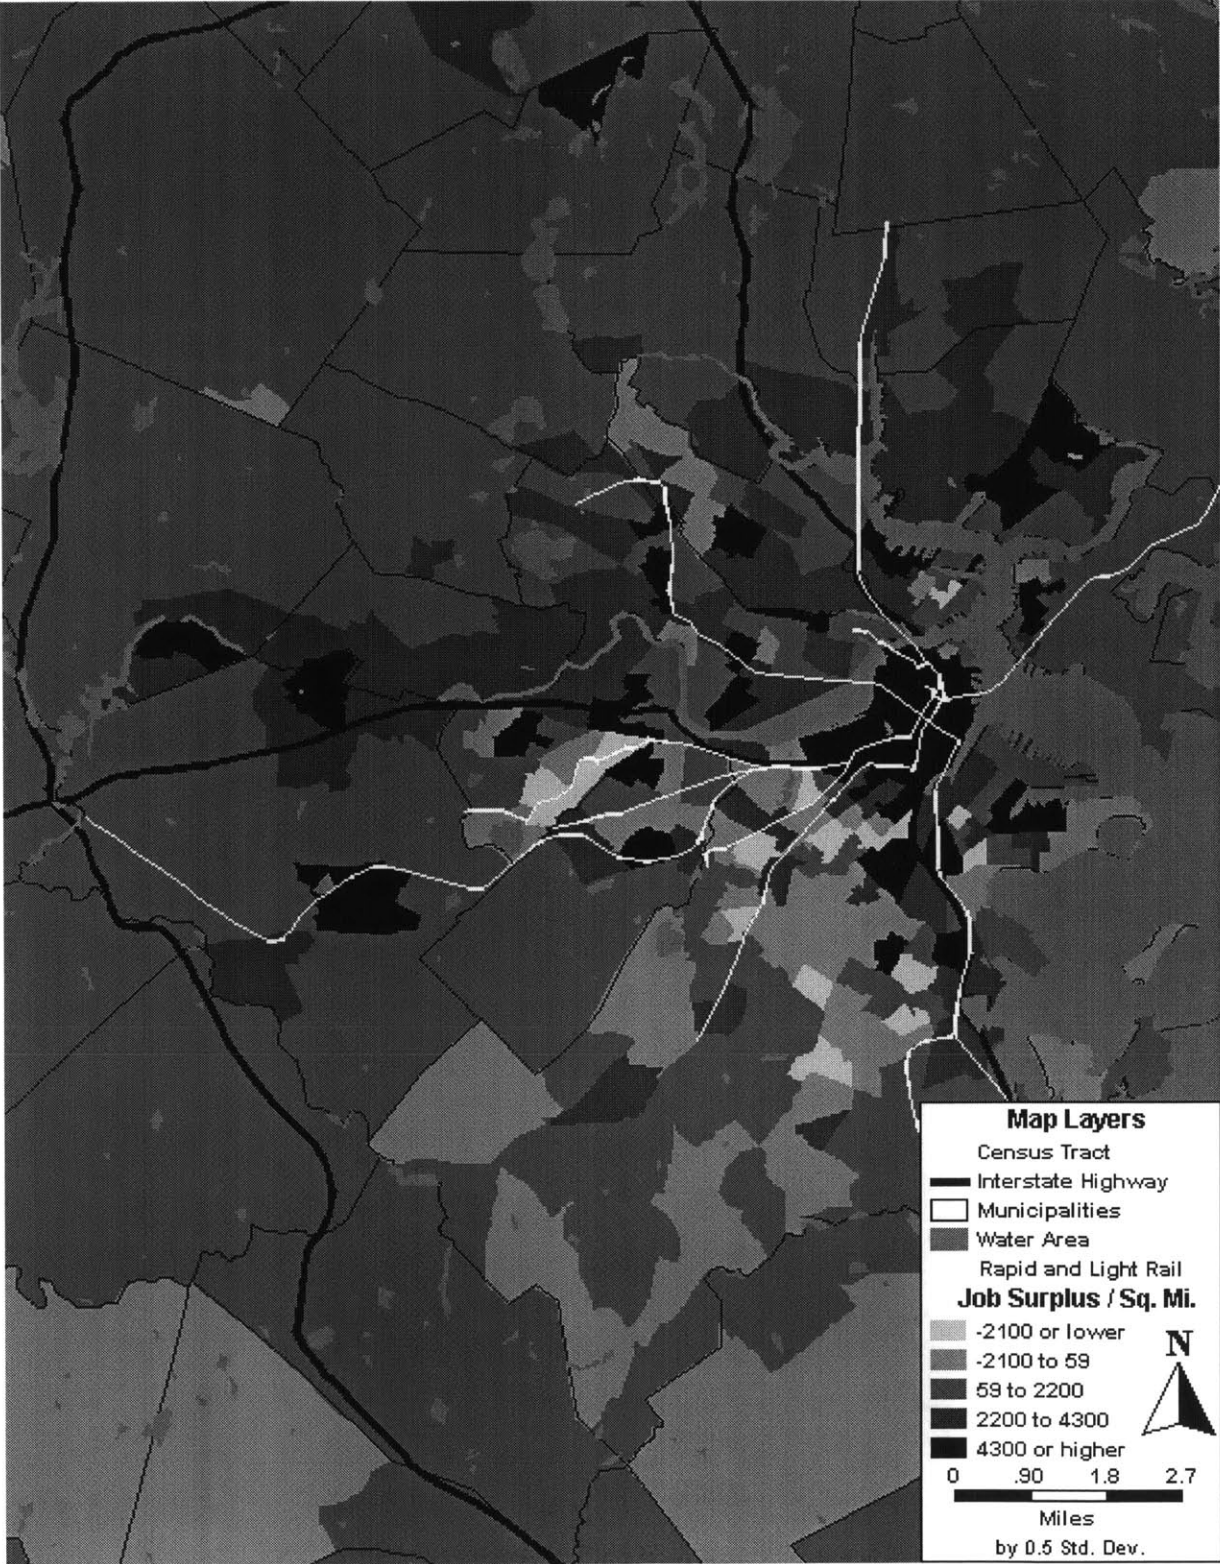 Map Layers
Census Tract
Interstate Highway
Municipalities
Water Area
Rapid and Light Rail
Job Surplus / Sq. Mi.
-2100 or lower
-2100 to 59
59 to 2200
2200 to 4300
4300 or higher
N
0 .90 1.8 2.7
Miles
by 0.5 Std. Dev.